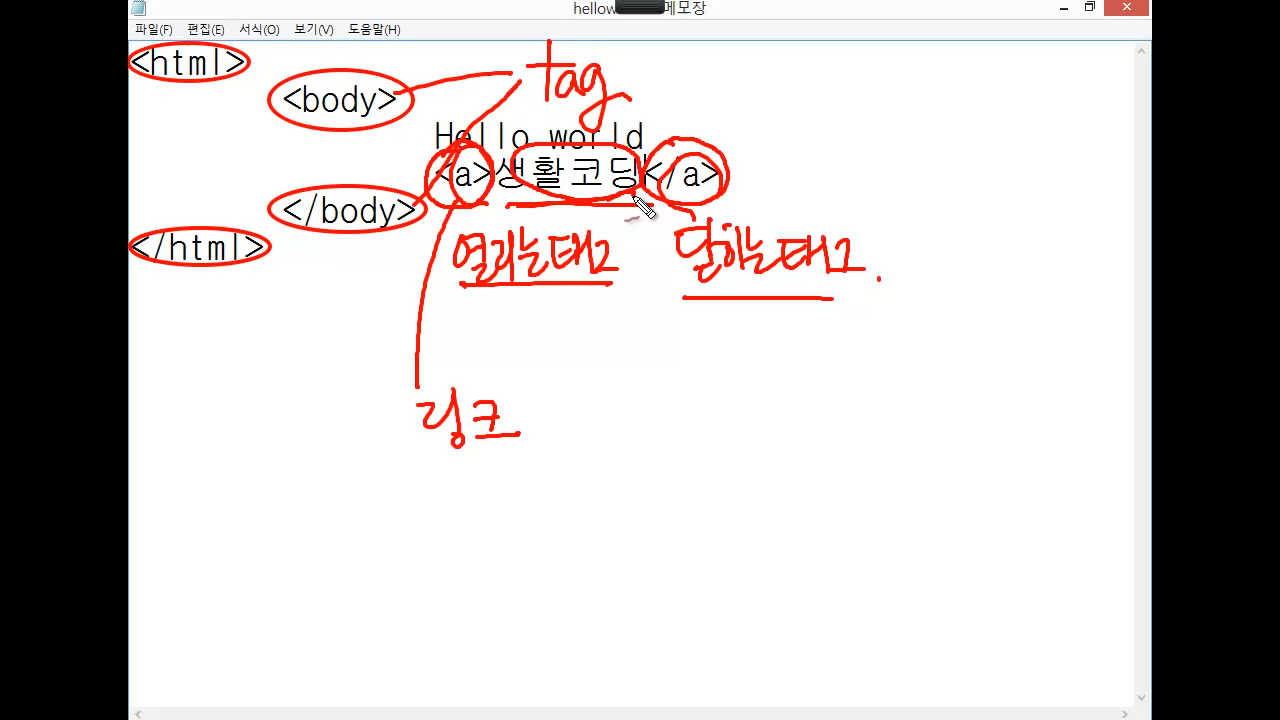 메모장
파일(F) 편집(E) 서식(O) 보기(V) 도움말(H)
<html>
<body>
tag
Hello world
<a>생활코딩</a>
</body>
</html>
열리는태그 닫히는태그.
링크